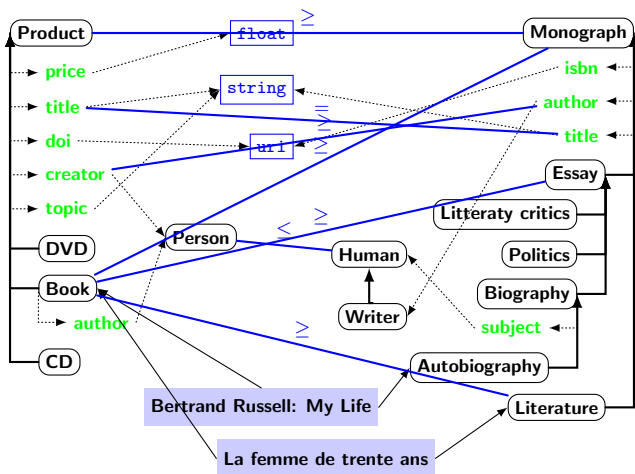 Product
≥
Monograph
float
price
isbn
string
title
author
=
≥
title
doi
uri
≥
creator
Essay
topic
Litteraty critics
≥
Person
≤
DVD
Human
Politics
Book
Biography
author
Writer
subject
≥
CD
Autobiography
Bertrand Russell: My Life
Literature
La femme de trente ans